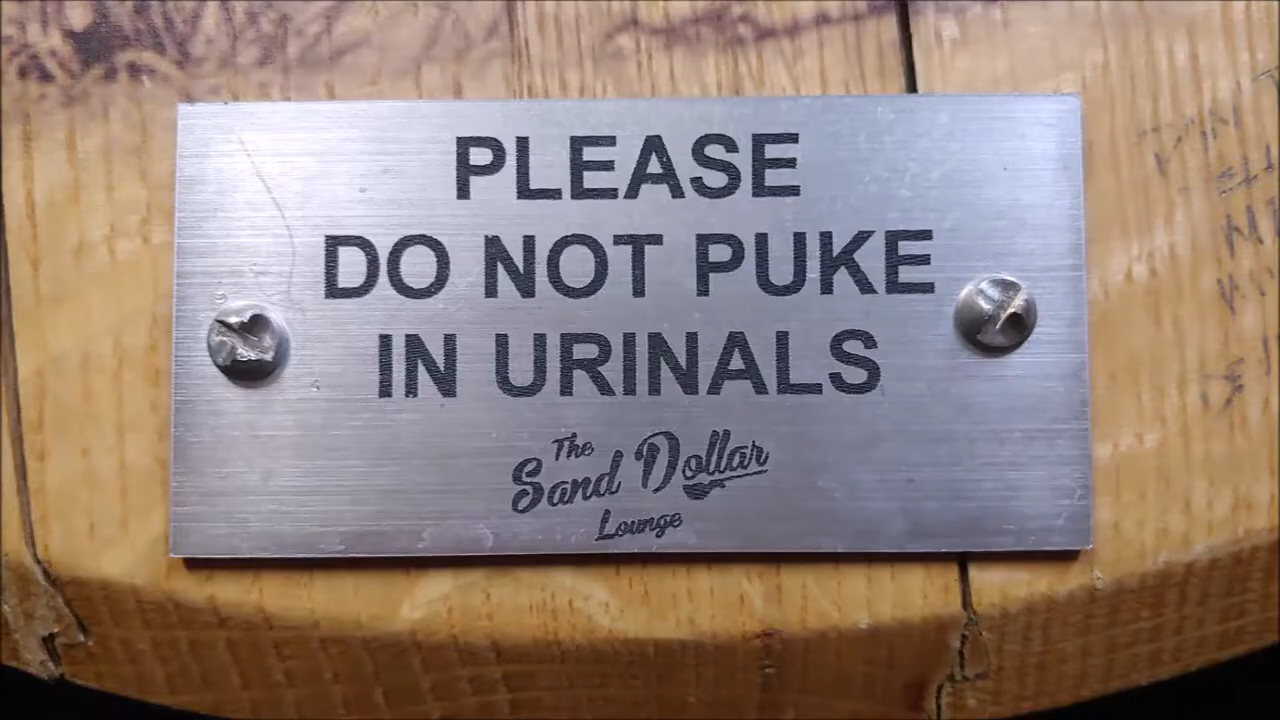 PLEASE
DO NOT PUKE
IN URINALS
The
Sand Dollar
Lounge